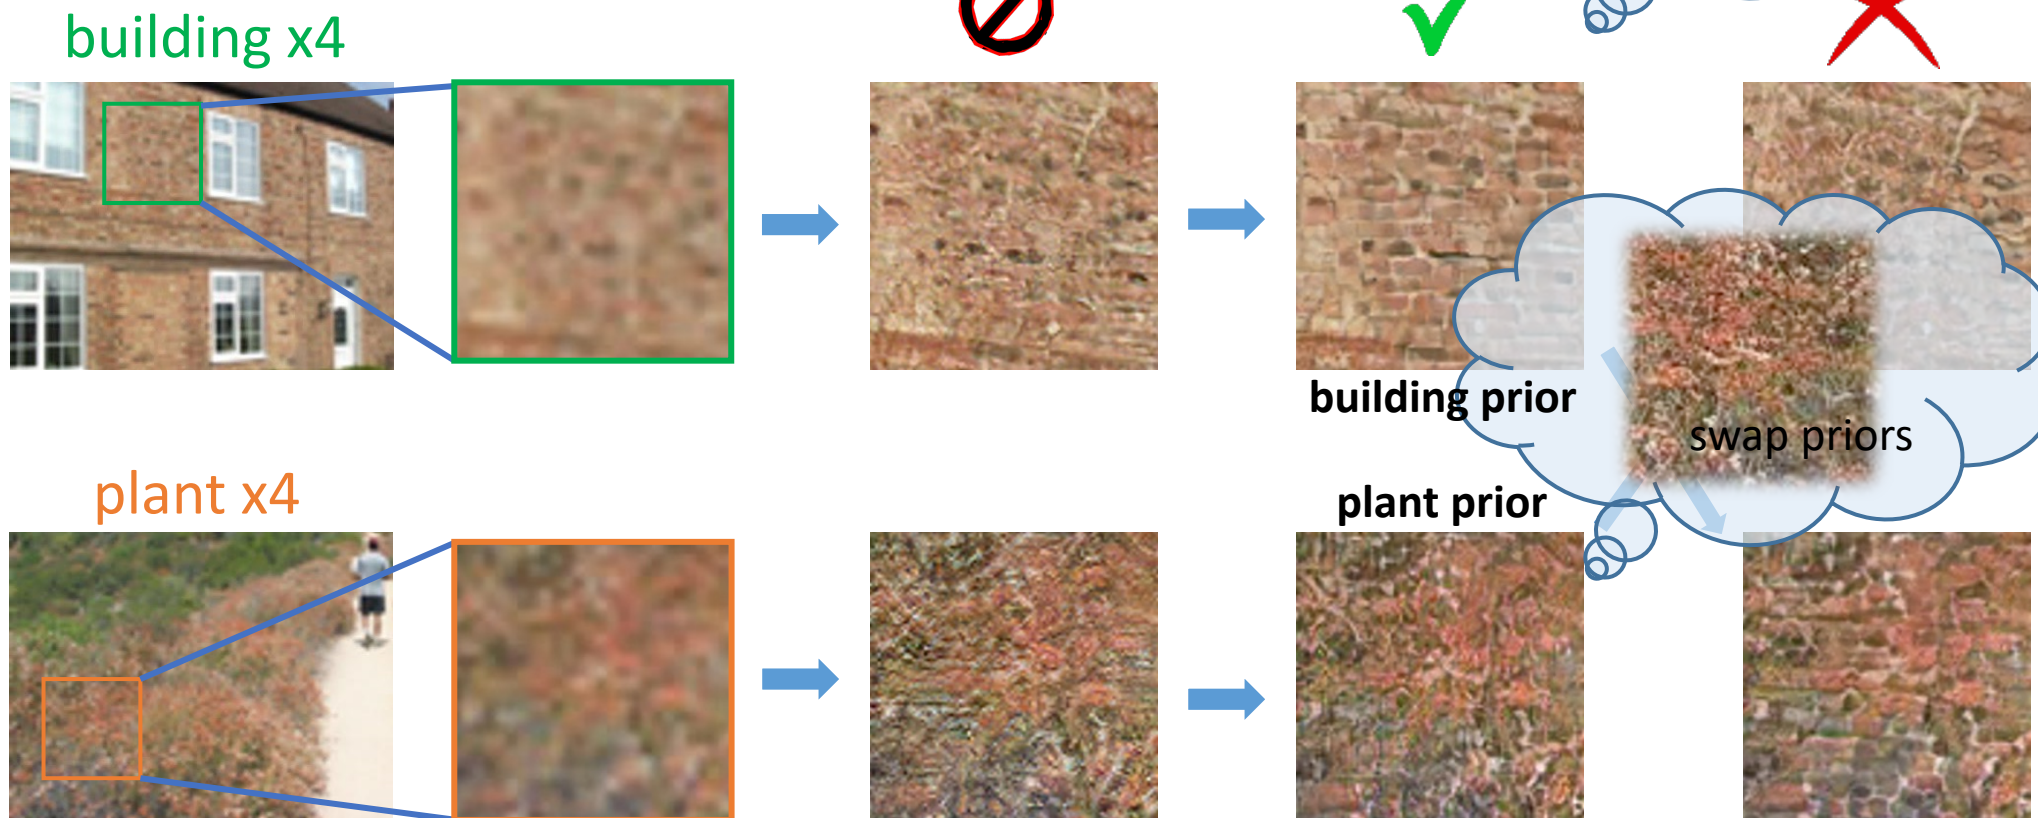 building x4
building prior
swap priors
plant x4
plant prior